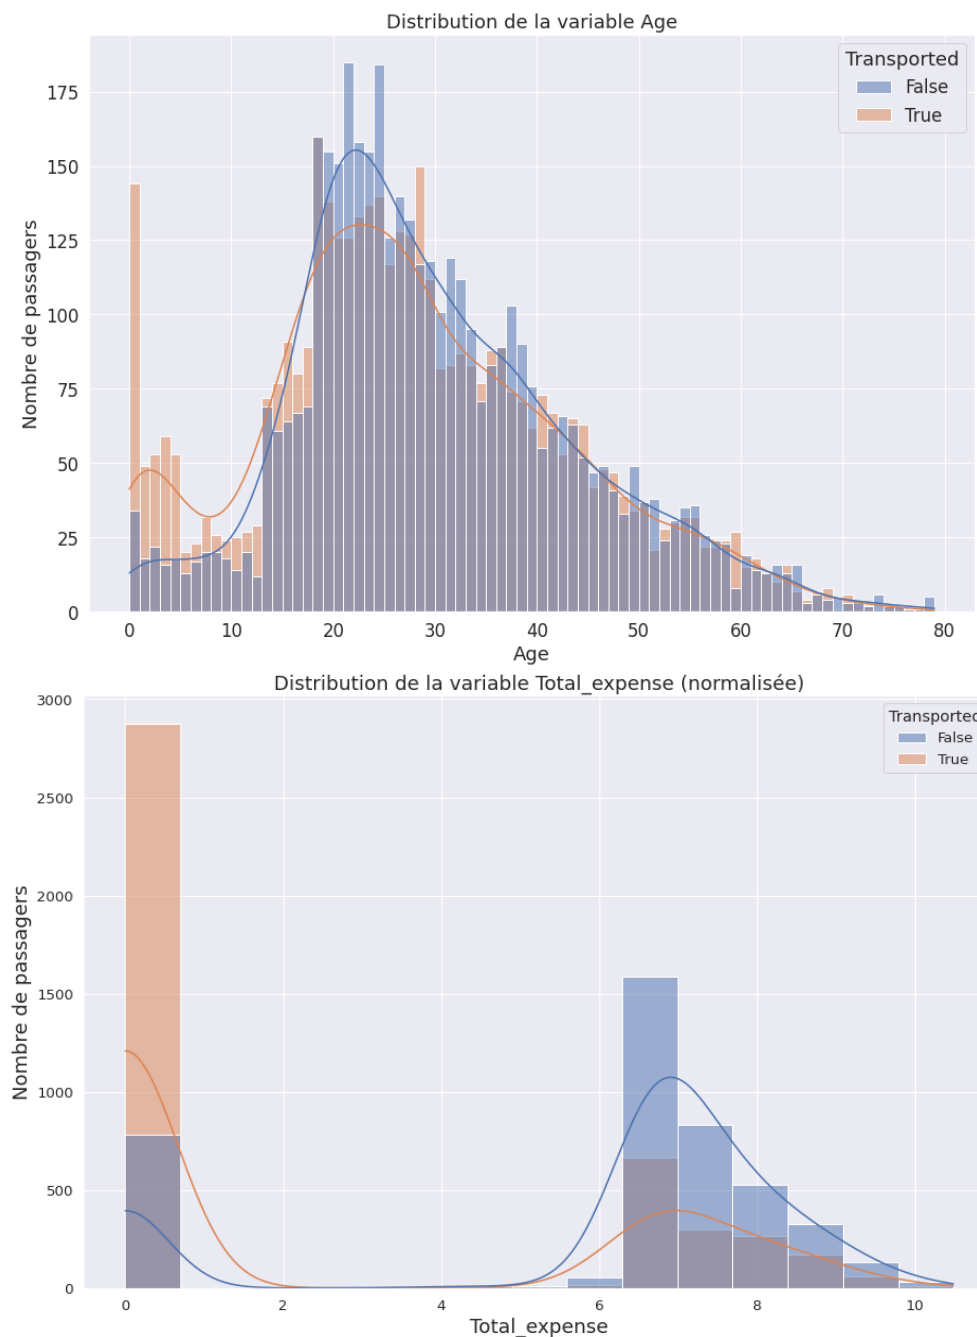 Distribution de la variable Age
Transported
False
True
175
150
125
100
75
50
25
0
Nombre de passagers
0 10 20 30 40 50 60 70 80
Age
Distribution de la variable Total_expense (normalisée)
Transported
False
True
3000
2500
2000
1500
1000
500
0
Nombre de passagers
0 2 4 6 8 10
Total_expense